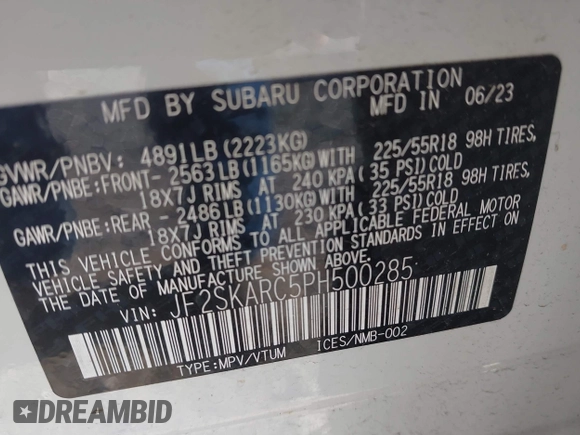 MFD BY SUBARU CORPORATION
MFD IN 06/23
GVWR/PNBV: 4891LB (2223KG)
GAWR/PNBE:FRONT- 2563LB (1165KG)WITH 225/55R18 98H TIRES,
18X7J RIMS AT 240 KPA (35 PSI) COLD
GAWR/PNBE:REAR - 2486LB (1130KG)WITH 225/55R18 98H TIRES,
18X7J RIMS AT 230 KPA (33 PSI) COLD
THIS VEHICLE CONFORMS TO ALL APPLICABLE FEDERAL MOTOR
VEHICLE SAFETY AND THEFT PREVENTION STANDARDS IN EFFECT ON
THE DATE OF MANUFACTURE SHOWN ABOVE.
VIN: JF2SKARC5PH500285
TYPE:MPV/VTUM ICES/NMB-002
DREAMBID